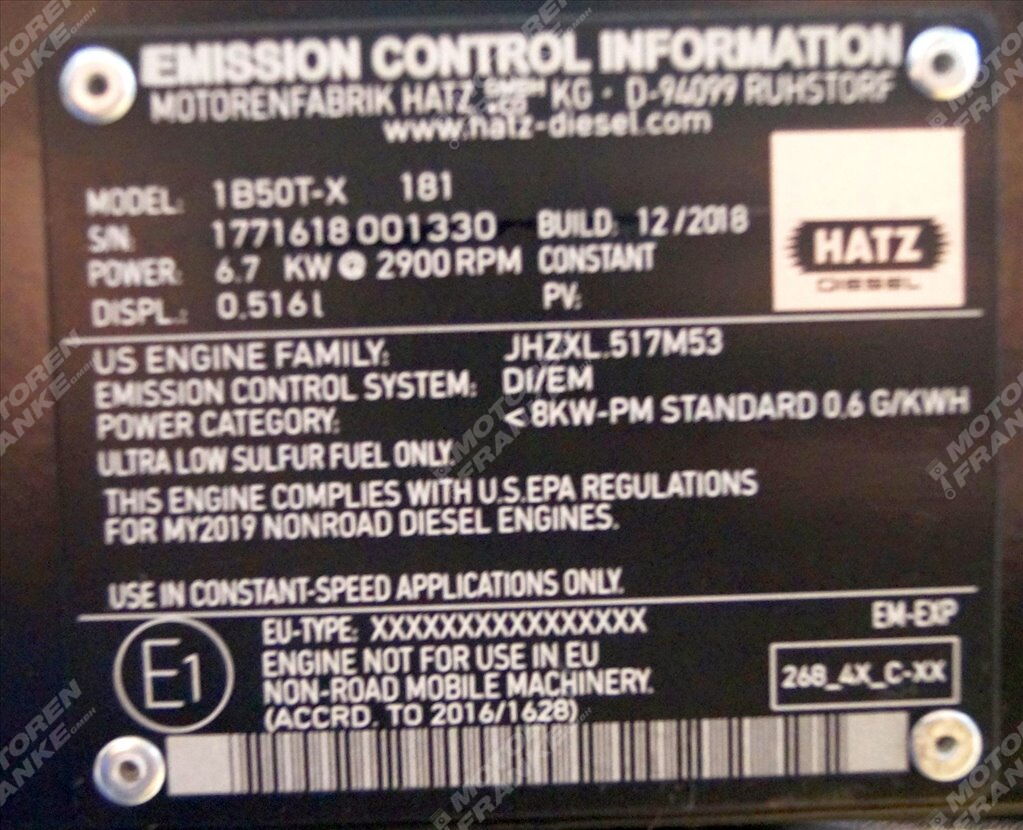 EMISSION CONTROL INFORMATION
MOTORENFABRIK HATZ GMBH & CO KG · D-94099 RUHSTORF
www.hatz-diesel.com
MODEL: 1B50T-X 181
S/N: 1771618 001330 BUILD: 12/2018
POWER: 6.7 KW @ 2900 RPM CONSTANT
DISPL.: 0.516 l PV:
HATZ
DIESEL
US ENGINE FAMILY: JHZXL.517M53
EMISSION CONTROL SYSTEM: DI/EM
POWER CATEGORY: <8KW-PM STANDARD 0.6 G/KWH
ULTRA LOW SULFUR FUEL ONLY.
THIS ENGINE COMPLIES WITH U.S.EPA REGULATIONS
FOR MY2019 NONROAD DIESEL ENGINES.
USE IN CONSTANT-SPEED APPLICATIONS ONLY.
E1
EU-TYPE: XXXXXXXXXXXXXXXXXXX EM-EXP
ENGINE NOT FOR USE IN EU
NON-ROAD MOBILE MACHINERY.
(ACCRD. TO 2016/1628)
268_4X_C-XX
MOTOREN
FRANKE GMBH